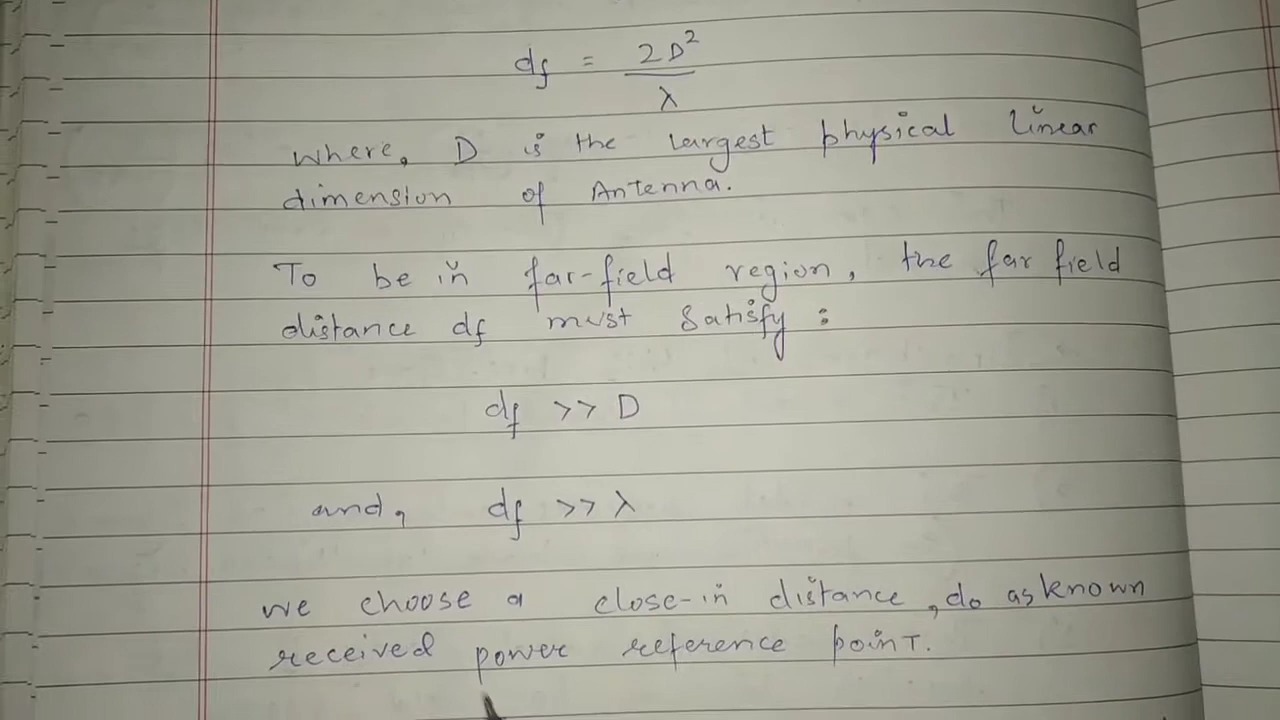 df = 2D²/λ
where, D is the largest physical linear
dimension of Antenna.
To be in far-field region, the far field
distance df must satisfy :
df >> D
and, df >> λ
we choose a close-in distance, do as known
received power reference point.